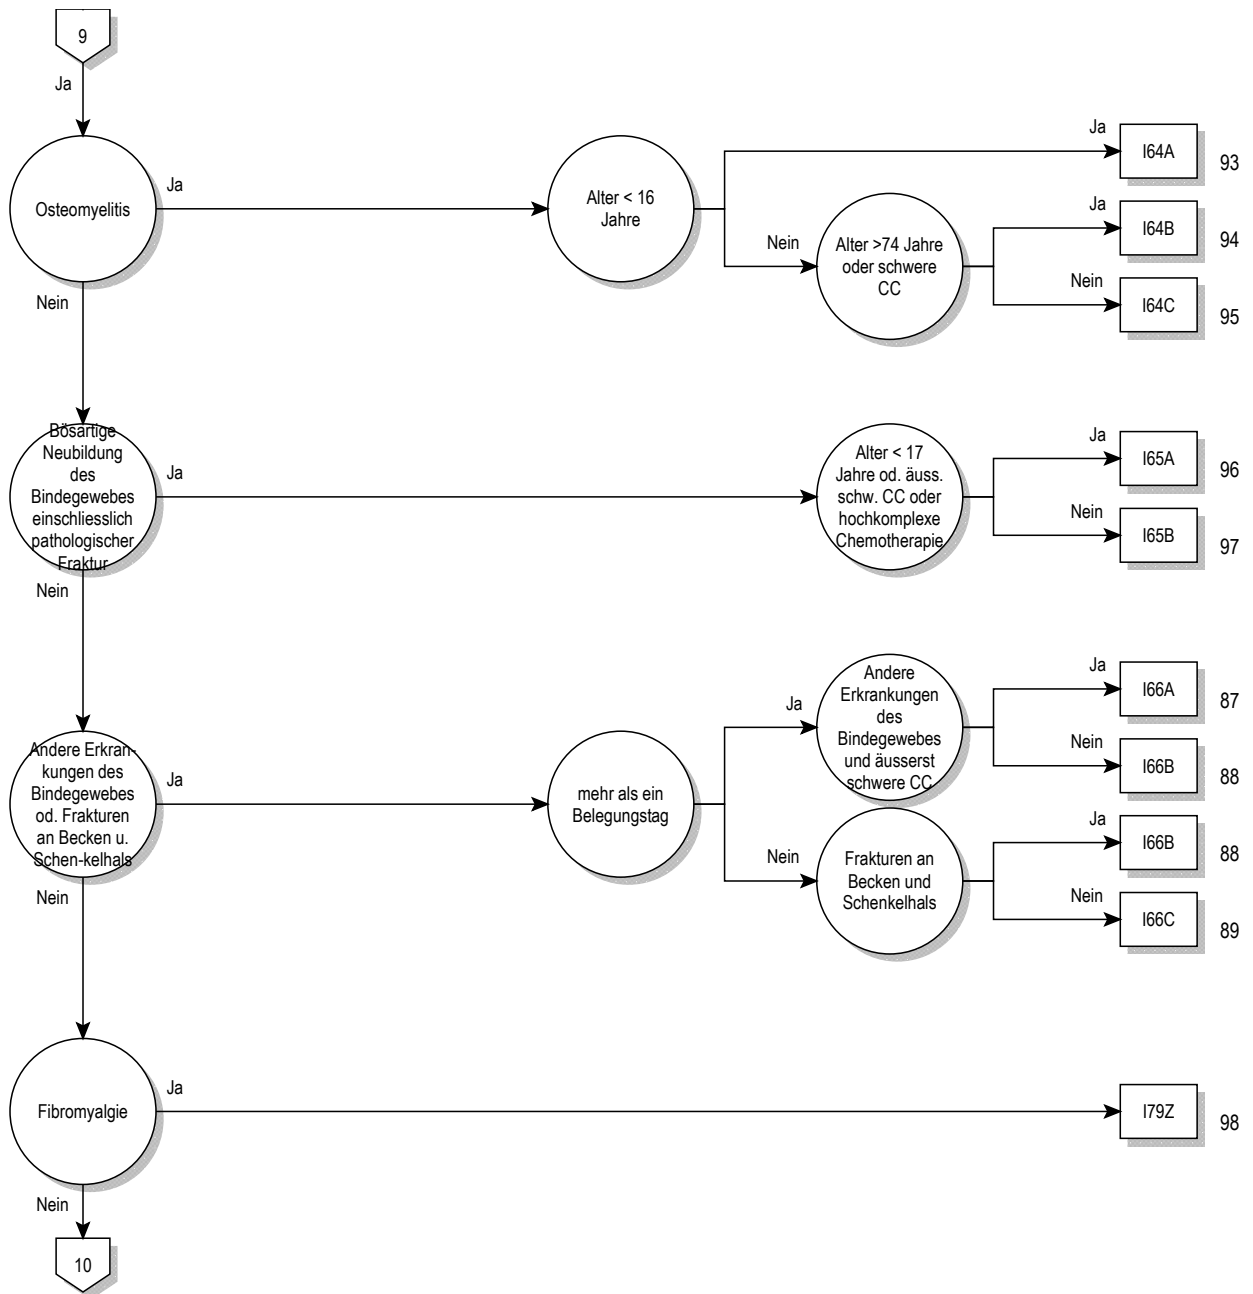 9
Ja
Osteomyelitis
Ja
Alter < 16
Jahre
Ja
I64A
93
Nein
Alter >74 Jahre
oder schwere
CC
Ja
I64B
94
Nein
I64C
95
Nein
Bösartige
Neubildung
des
Bindegewebes
einschliesslich
pathologischer
Fraktur
Ja
Alter < 17
Jahre od. äuss.
schw. CC oder
hochkomplexe
Chemotherapie
Ja
I65A
96
Nein
I65B
97
Nein
Andere Erkran-
kungen des
Bindegewebes
od. Frakturen
an Becken u.
Schen-kelhals
Ja
mehr als ein
Belegungstag
Ja
Andere
Erkrankungen
des
Bindegewebes
und äusserst
schwere CC
Ja
I66A
87
Nein
I66B
88
Nein
Frakturen an
Becken und
Schenkelhals
Ja
I66B
88
Nein
I66C
89
Nein
Fibromyalgie
Ja
I79Z
98
Nein
10